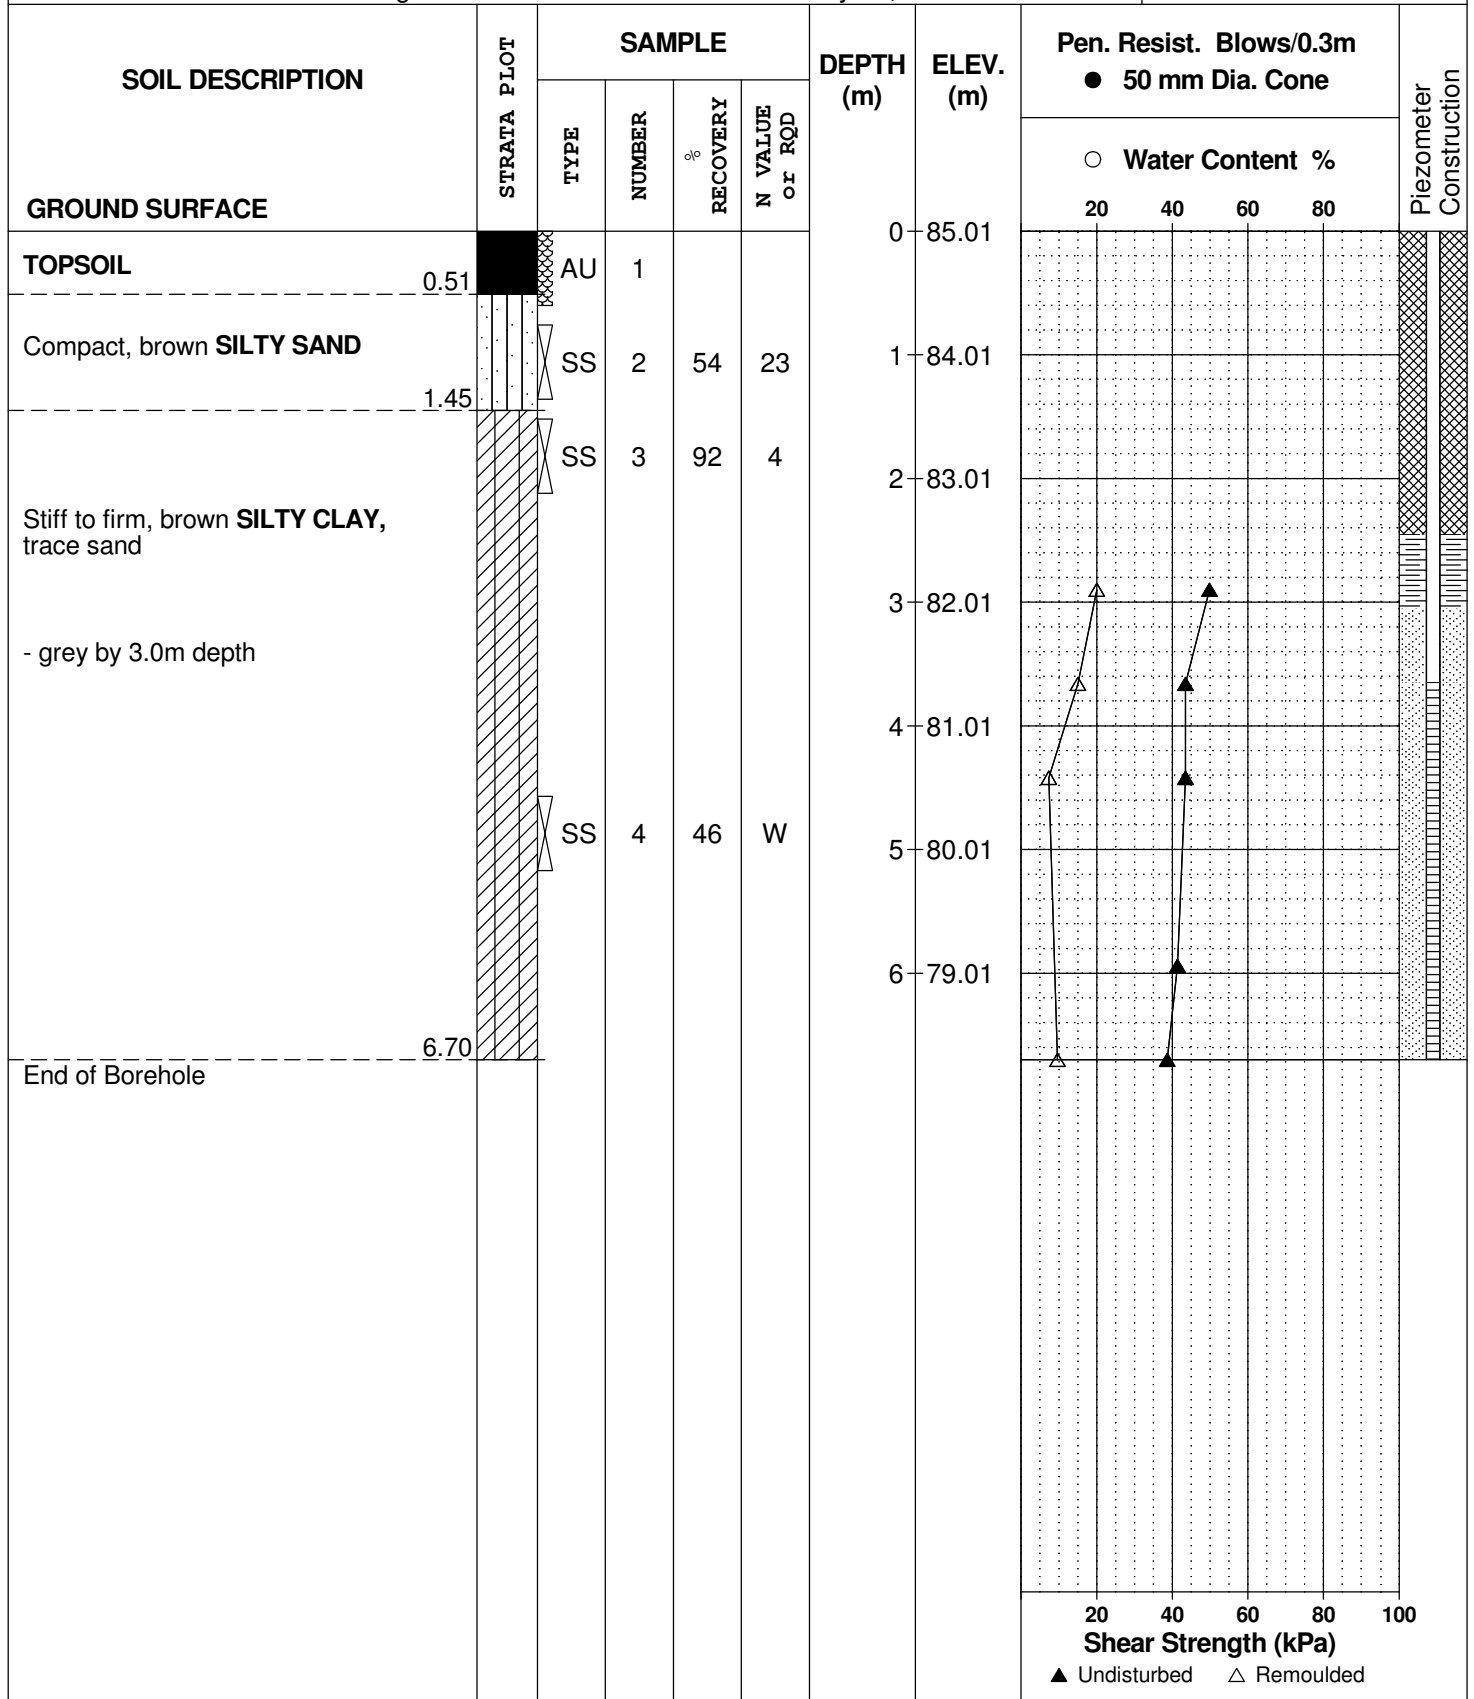 SOIL DESCRIPTION
GROUND SURFACE
STRATA PLOT
SAMPLE
TYPE
NUMBER
%
RECOVERY
N VALUE
or RQD
DEPTH
(m)
ELEV.
(m)
Pen. Resist. Blows/0.3m
● 50 mm Dia. Cone
○ Water Content %
20 40 60 80
Piezometer
Construction
0 85.01
TOPSOIL
0.51
AU 1
Compact, brown SILTY SAND
SS 2 54 23
1 84.01
1.45
SS 3 92 4
2 83.01
Stiff to firm, brown SILTY CLAY,
trace sand
3 82.01
- grey by 3.0m depth
4 81.01
SS 4 46 W
5 80.01
6 79.01
6.70
End of Borehole
20 40 60 80 100
Shear Strength (kPa)
▲ Undisturbed △ Remoulded